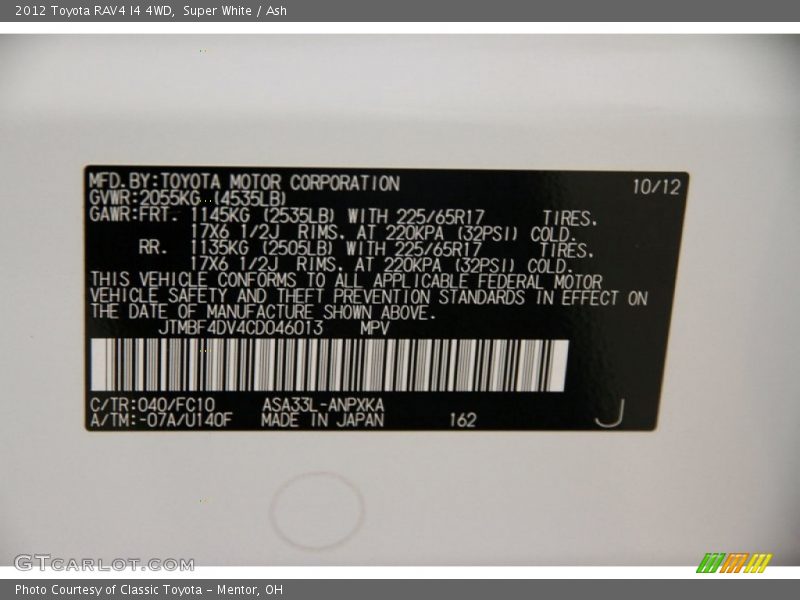 2012 Toyota RAV4 I4 4WD,  Super White / Ash
MFD.BY:TOYOTA MOTOR CORPORATION 10/12
GVWR:2055KG (4535LB)
GAWR:FRT. 1145KG (2535LB) WITH 225/65R17 TIRES.
17X6 1/2J RIMS. AT 220KPA (32PSI) COLD.
RR. 1135KG (2505LB) WITH 225/65R17 TIRES.
17X6 1/2J RIMS. AT 220KPA (32PSI) COLD.
THIS VEHICLE CONFORMS TO ALL APPLICABLE FEDERAL MOTOR
VEHICLE SAFETY AND THEFT PREVENTION STANDARDS IN EFFECT ON
THE DATE OF MANUFACTURE SHOWN ABOVE.
JTMBF4DV4CD046013 MPV
C/TR:040/FC10 ASA33L-ANPXKA
A/TM:-07A/U140F MADE IN JAPAN 162 J
GTCARLOT.COM
Photo Courtesy of Classic Toyota - Mentor, OH